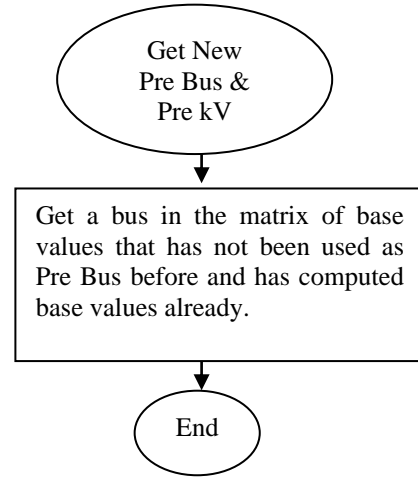 Get New
Pre Bus &
Pre kV
Get a bus in the matrix of base
values that has not been used as
Pre Bus before and has computed
base values already.
End